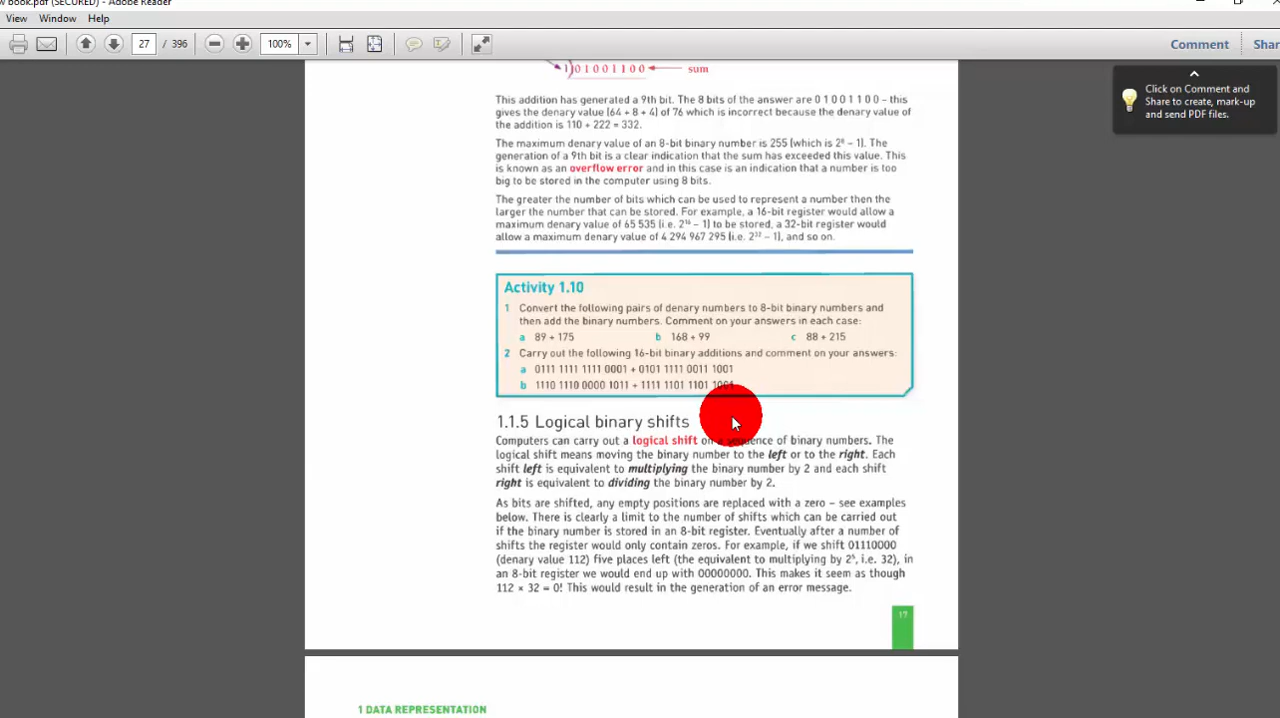 w book.pdf (SECURED) - Adobe Reader
View Window Help
27 / 396 100% Comment Shar
1)0 1 0 0 1 1 0 0 sum
Click on Comment and
Share to create, mark-up
and send PDF files.
This addition has generated a 9th bit. The 8 bits of the answer are 0 1 0 0 1 1 0 0 – this
gives the denary value (64 + 8 + 4) of 76 which is incorrect because the denary value of
the addition is 110 + 222 = 332.
The maximum denary value of an 8-bit binary number is 255 (which is 2⁸ – 1). The
generation of a 9th bit is a clear indication that the sum has exceeded this value. This
is known as an overflow error and in this case is an indication that a number is too
big to be stored in the computer using 8 bits.
The greater the number of bits which can be used to represent a number then the
larger the number that can be stored. For example, a 16-bit register would allow a
maximum denary value of 65 535 (i.e. 2¹⁶ – 1) to be stored, a 32-bit register would
allow a maximum denary value of 4 294 967 295 (i.e. 2³² – 1), and so on.
Activity 1.10
1 Convert the following pairs of denary numbers to 8-bit binary numbers and
then add the binary numbers. Comment on your answers in each case:
a 89 + 175 b 168 + 99 c 88 + 215
2 Carry out the following 16-bit binary additions and comment on your answers:
a 0111 1111 1111 0001 + 0101 1111 0011 1001
b 1110 1110 0000 1011 + 1111 1101 1101 1001
1.1.5 Logical binary shifts
Computers can carry out a logical shift on a sequence of binary numbers. The
logical shift means moving the binary number to the left or to the right. Each
shift left is equivalent to multiplying the binary number by 2 and each shift
right is equivalent to dividing the binary number by 2.
As bits are shifted, any empty positions are replaced with a zero – see examples
below. There is clearly a limit to the number of shifts which can be carried out
if the binary number is stored in an 8-bit register. Eventually after a number of
shifts the register would only contain zeros. For example, if we shift 01110000
(denary value 112) five places left (the equivalent to multiplying by 2⁵, i.e. 32), in
an 8-bit register we would end up with 00000000. This makes it seem as though
112 × 32 = 0! This would result in the generation of an error message.
17
1 DATA REPRESENTATION